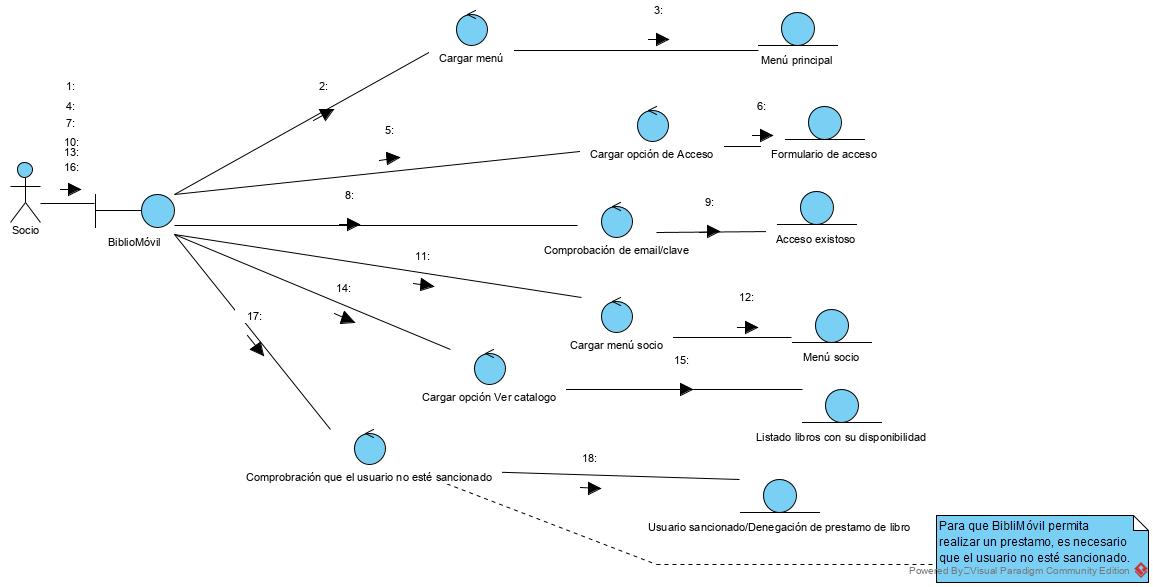 3:
Cargar menú
Menú principal
1:
2:
4:
6:
7:
5:
10:
13:
Cargar opción de Acceso
Formulario de acceso
16:
8:
9:
Socio
BiblioMóvil
Comprobación de email/clave
Acceso existoso
11:
14:
12:
17:
Cargar menú socio
Menú socio
15:
Cargar opción Ver catalogo
Listado libros con su disponibilidad
18:
Comprobración que el usuario no esté sancionado
Usuario sancionado/Denegación de prestamo de libro
Para que BibliMóvil permita
realizar un prestamo, es necesario
que el usuario no esté sancionado.
Powered By Visual Paradigm Community Edition